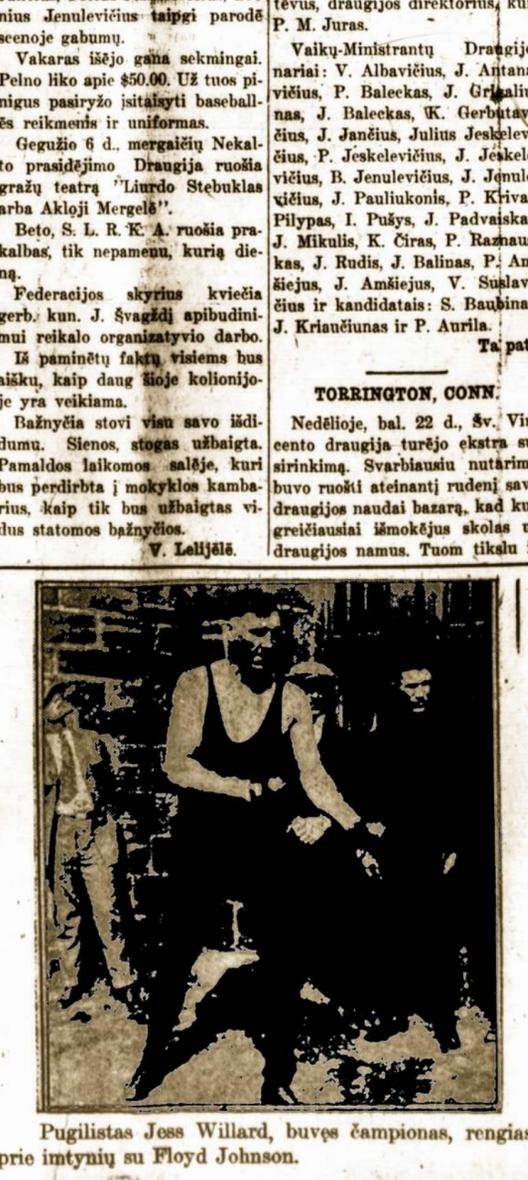 nius Jenulevičius taipgi parodė
scenoje gabumų.
Vakaras išėjo gana sekmingai.
Pelno liko apie $50.00. Už tuos pi-
nigus pasiryžo įsitaisyti baseball-
ės reikmenis ir uniformas.
Gegužio 6 d., mergaičių Nekal-
to prasidėjimo Draugija ruošia
gražų teatrą "Liurdo Stebuklas
arba Akloji Mergelė".
Beto, S. L. R. K. A. ruošia pra-
kalbas, tik nepamenu, kurią die-
ną.
Federacijos skyrius kviečia
gerb. kun. J. Švagždį apibudini-
mui reikalo organizatyvio darbo.
Iš paminėtų faktų visiems bus
aišku, kaip daug šioje kolionijo-
je yra veikiama.
Bažnyčia stovi visu savo išdi-
dumu. Sienos, stogas užbaigta.
Pamaldos laikomos salėje, kuri
bus perdirbta į mokyklos kamba-
rius, kaip tik bus užbaigtas vi-
dus statomos bažnyčios.
V. Lelijėlė.
tėvus, draugijos direktorius, ku
P. M. Juras.
Vaikų-Ministrantų Draugijo
nariai: V. Albavičius, J. Antan
vičius, P. Baleckas, J. Grigaliu
nas, J. Baleckas, K. Gerbutav
čius, J. Jančius, Julius Jeskelev
čius, P. Jeskelevičius, J. Jeskele
vičius, B. Jenulevičius, J. Jenule
vičius, J. Pauliukonis, P. Kriva
Pilypas, I. Pušys, J. Padvaiska
J. Mikulis, K. Čiras, P. Raznau
kas, J. Rudis, J. Balinas, P. Am
šiejus, J. Amšiejus, V. Suslav
čius ir kandidatais: S. Baubina
J. Kriaučiunas ir P. Aurila.
Ta pat
TORRINGTON, CONN.
Nedėlioje, bal. 22 d., Šv. Vin
cento draugija turėjo ekstra su
sirinkimą. Svarbiausiu nutarim
buvo ruošti ateinantį rudenį sav
draugijos naudai bazarą, kad ku
greičiausiai išmokėjus skolas u
draugijos namus. Tuom tikslu
Pugilistas Jess Willard, buvęs čampionas, rengias
prie imtynių su Floyd Johnson.